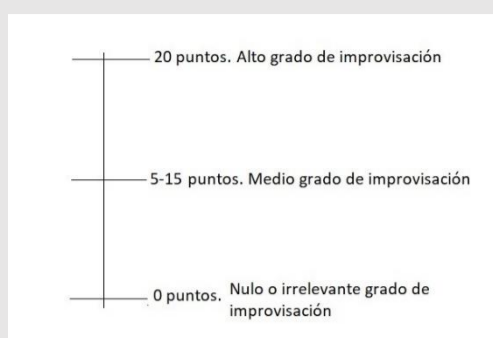 20 puntos. Alto grado de improvisación
5-15 puntos. Medio grado de improvisación
0 puntos. Nulo o irrelevante grado de
improvisación